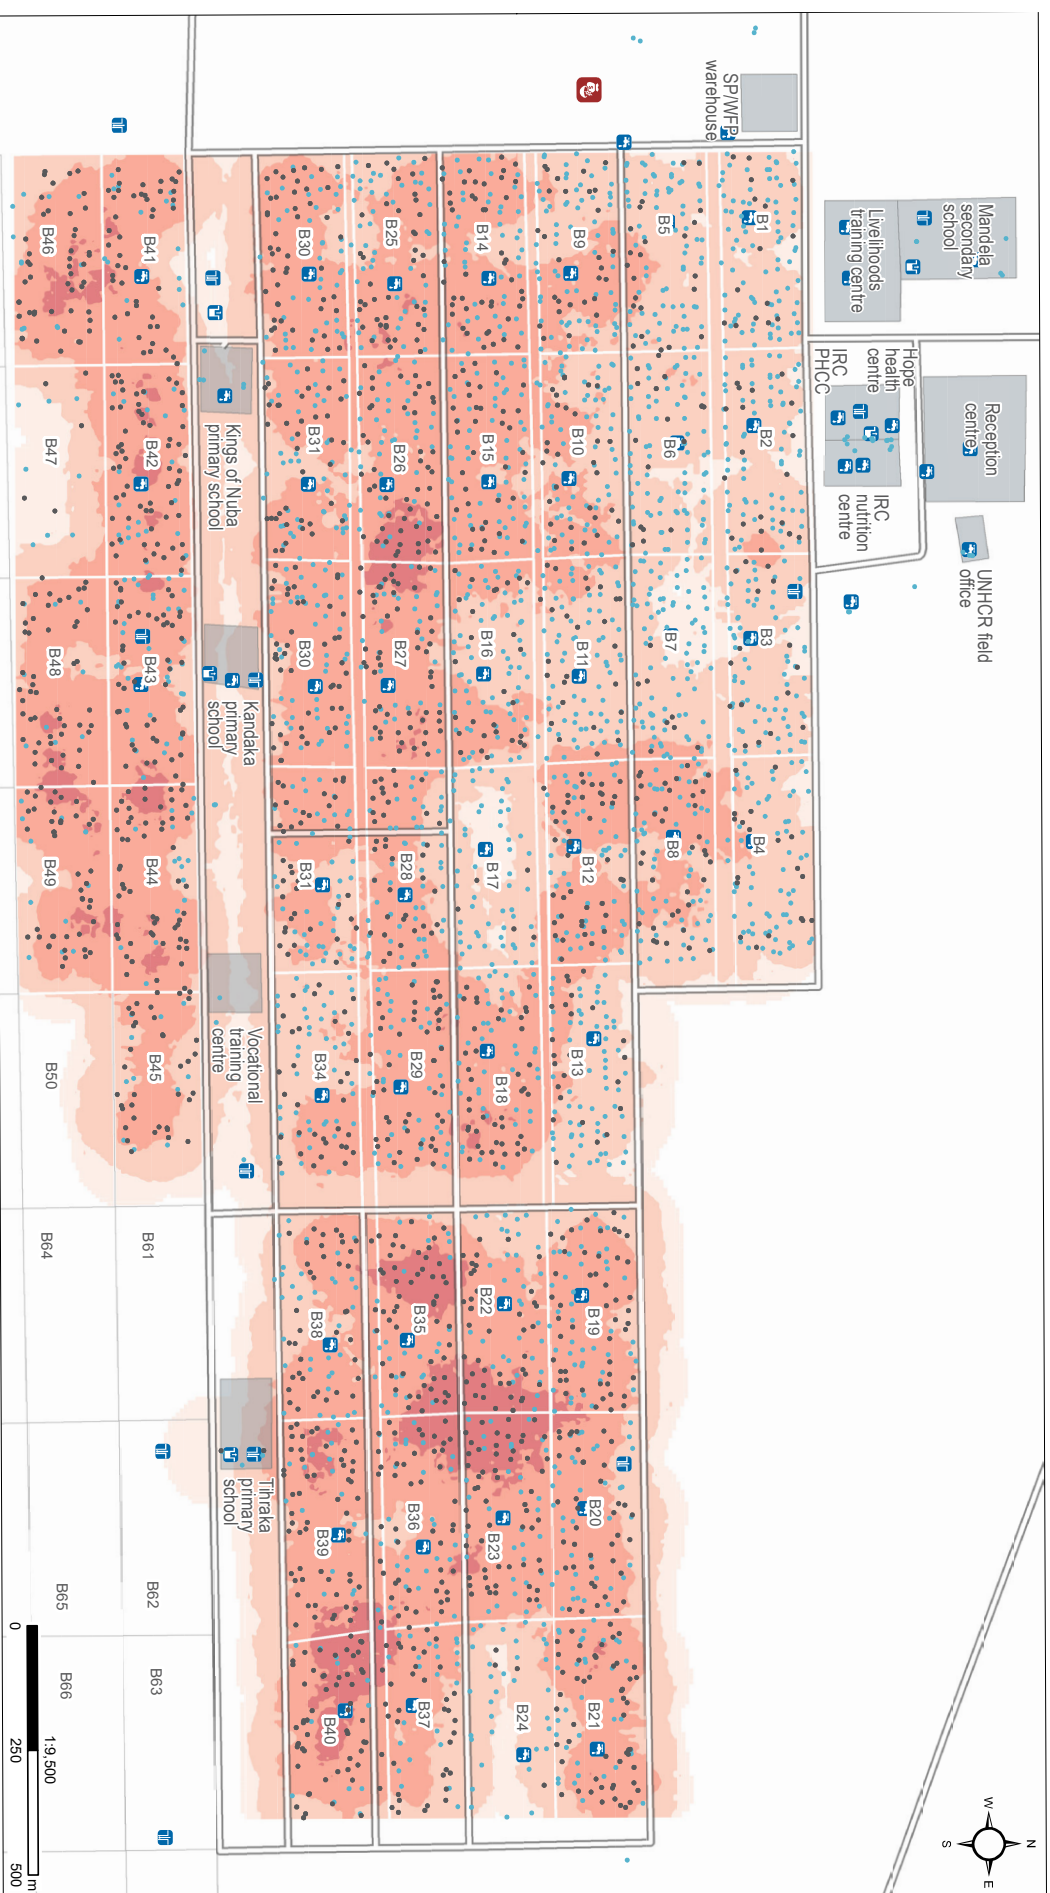 Mandela
secondary
school
Livelihoods
training centre
SP/WFP
warehouse
Reception
centre
Hope
health
centre
IRC
PHCC
IRC
nutrition
centre
UNHCR field
office
B1
B2
B3
B4
B5
B6
B7
B8
B9
B10
B11
B12
B13
B19
B20
B21
B14
B15
B16
B17
B18
B22
B23
B24
B25
B26
B27
B28
B29
B35
B36
B37
B30
B31
B30
B31
B34
B38
B39
B40
Kings of Nuba
primary school
Kandaka
primary
school
Vocational
training
centre
Tihraka
primary
school
B41
B42
B43
B44
B45
B61
B62
B63
B46
B47
B48
B49
B50
B64
B65
B66
N
W
E
S
1:9,500
0
250
500
m